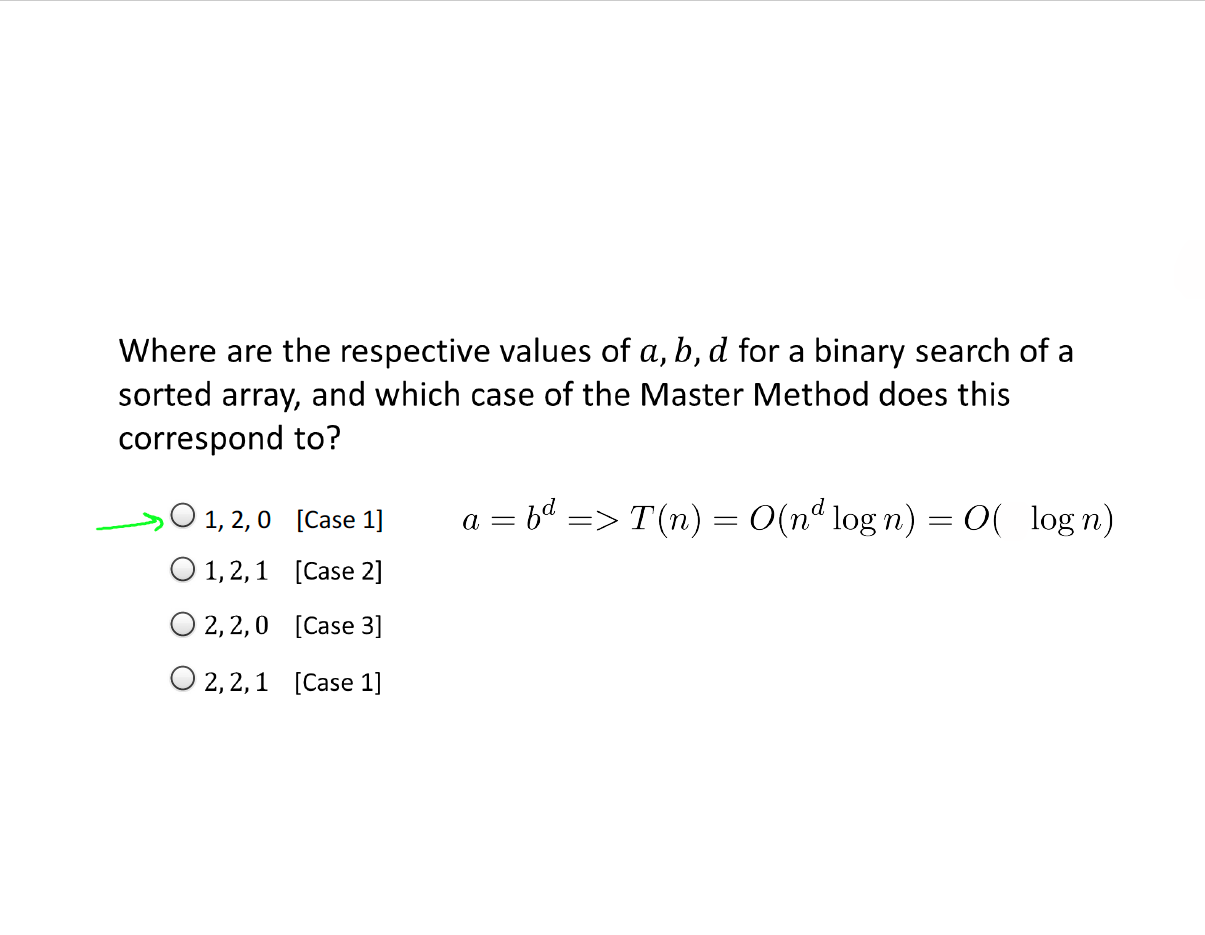 Where are the respective values of a, b, d for a binary search of a
sorted array, and which case of the Master Method does this
correspond to?
1, 2, 0 [Case 1] a = b^d => T(n) = O(n^d log n) = O( log n)
1, 2, 1 [Case 2]
2, 2, 0 [Case 3]
2, 2, 1 [Case 1]